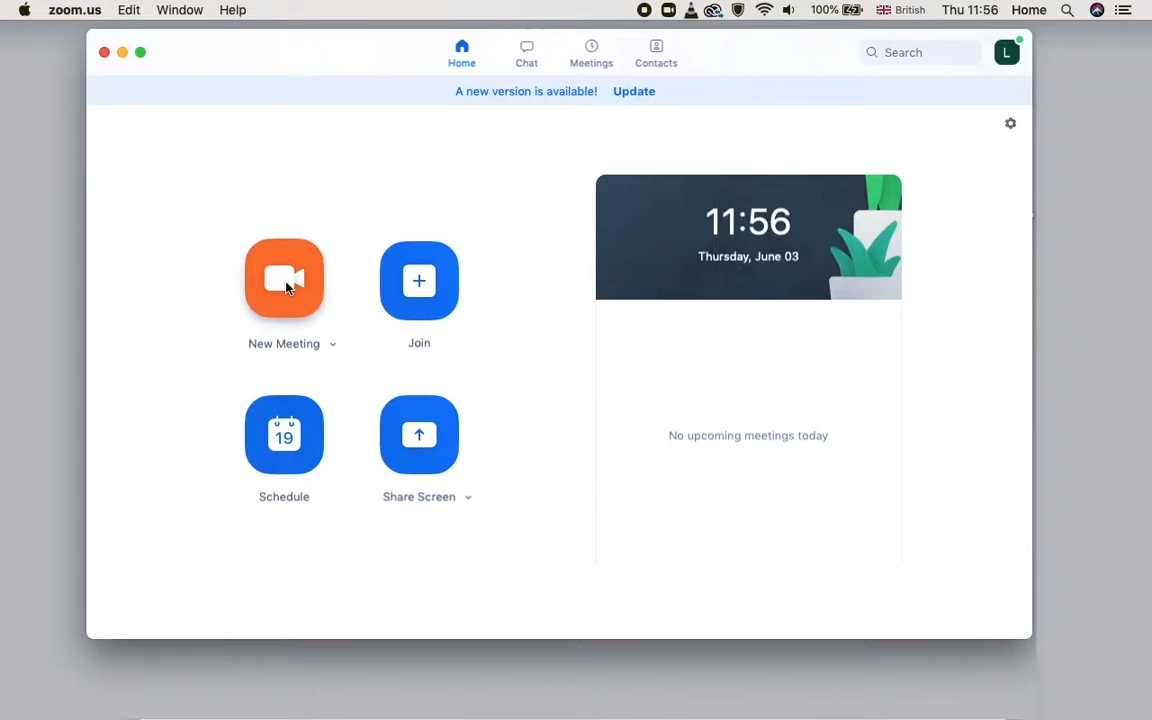 zoom.us Edit Window Help 100% British Thu 11:56 Home
Home Chat Meetings Contacts Search L
A new version is available! Update
11:56
Thursday, June 03
New Meeting Join
No upcoming meetings today
19
Schedule Share Screen